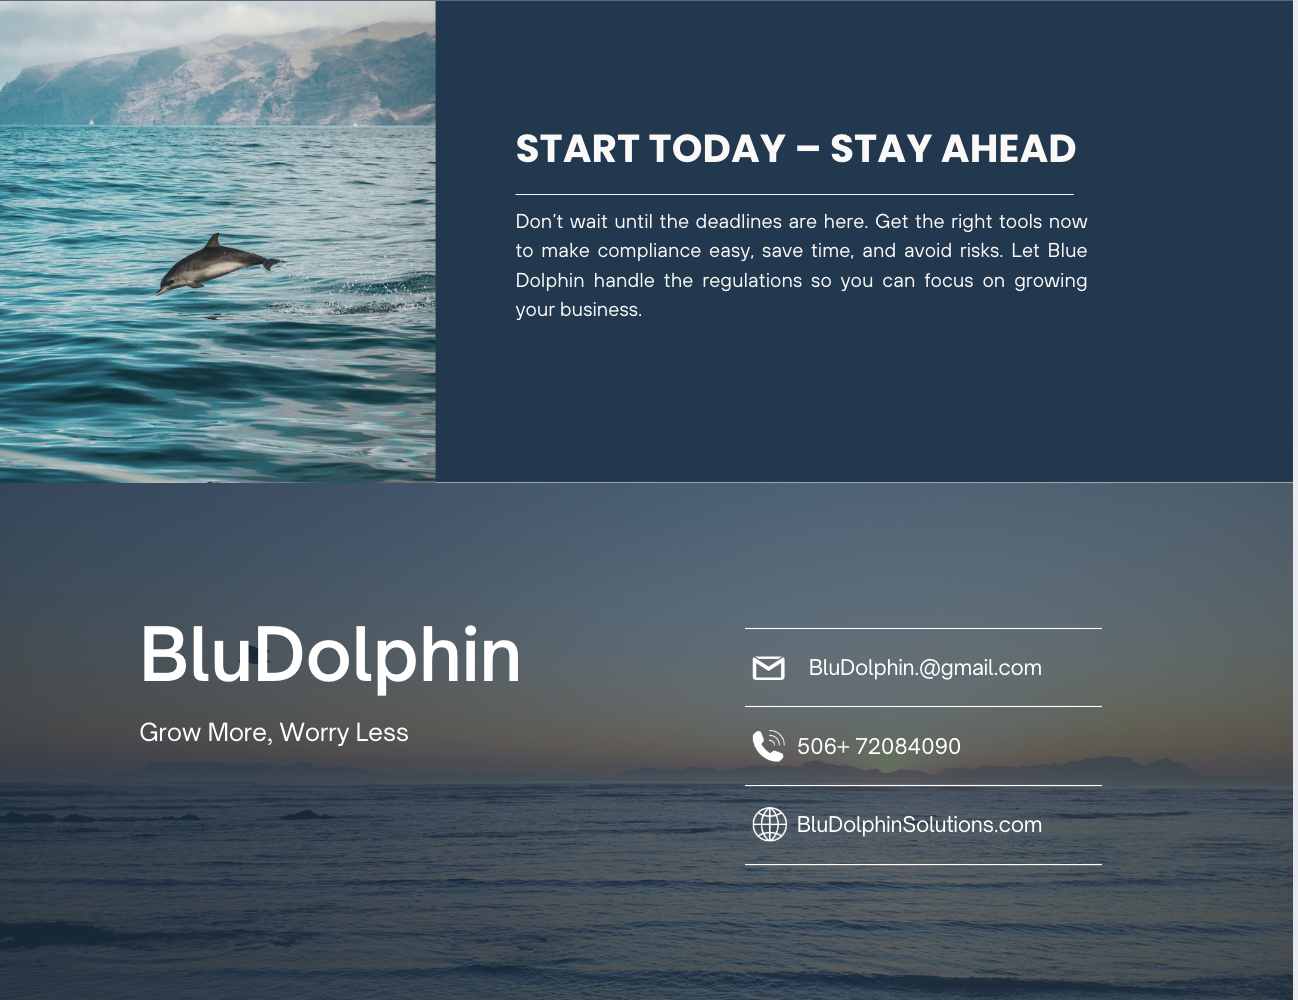 START TODAY – STAY AHEAD
Don't wait until the deadlines are here. Get the right tools now
to make compliance easy, save time, and avoid risks. Let Blue
Dolphin handle the regulations so you can focus on growing
your business.
BluDolphin
Grow More, Worry Less
BluDolphin.@gmail.com
506+ 72084090
BluDolphinSolutions.com